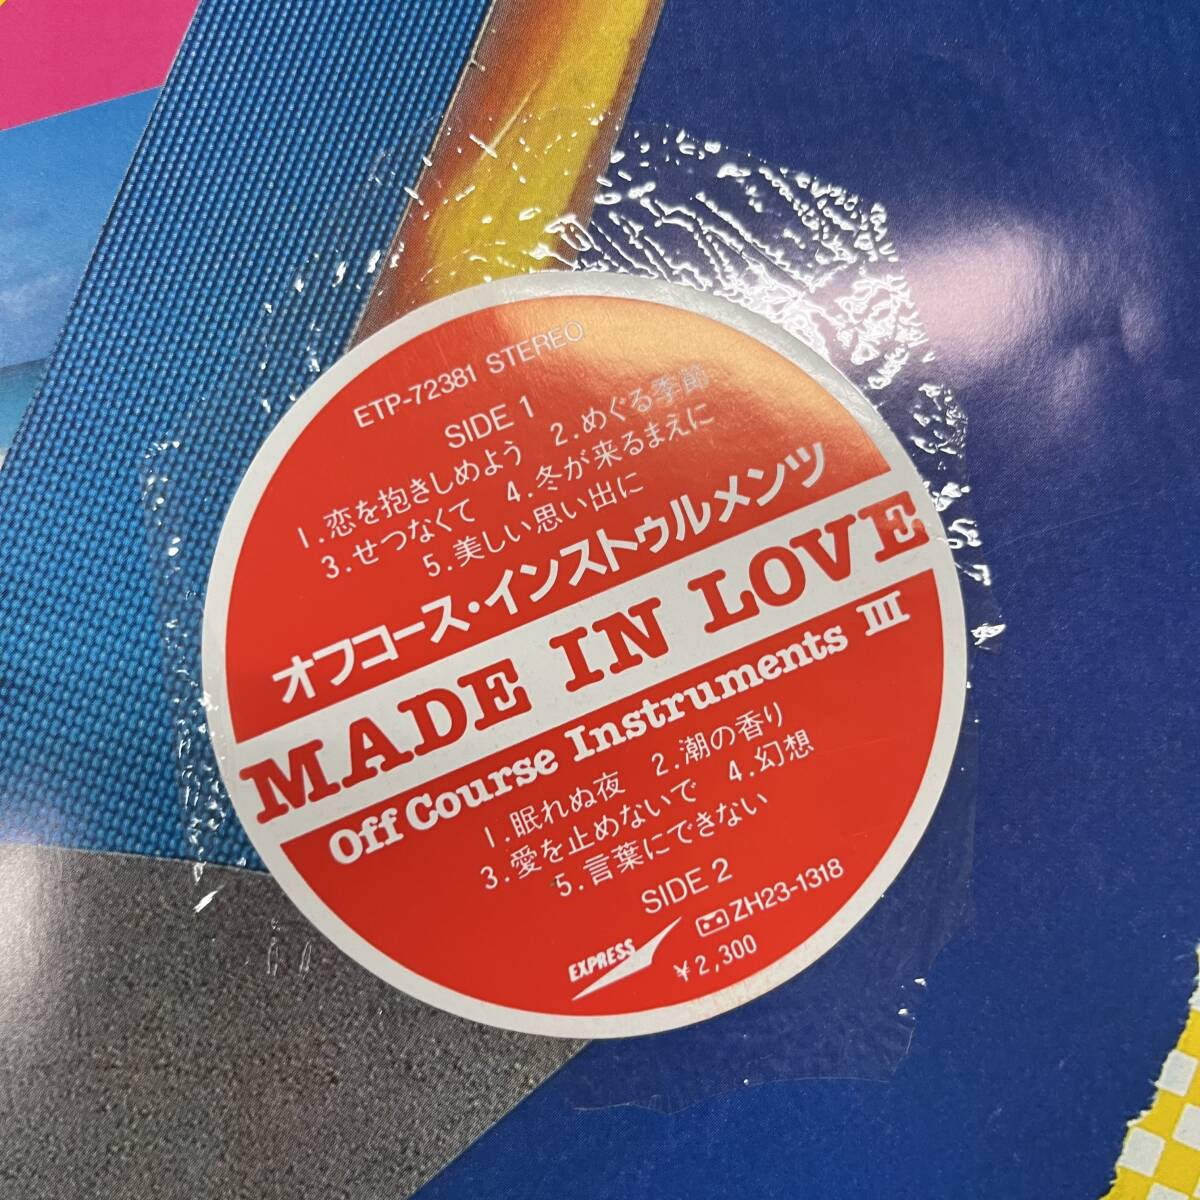 ETP-72381 STEREO
SIDE 1
1.恋を抱きしめよう 2.めぐる季節
3.せつなくて 4.冬が来るまえに
5.美しい思い出に
オフコース・インストゥルメンツ
MADE IN LOVE
Off Course Instruments III
1.眠れぬ夜 2.潮の香り
3.愛を止めないで 4.幻想
5.言葉にできない
SIDE 2
ZH23-1318
EXPRESS
¥2,300